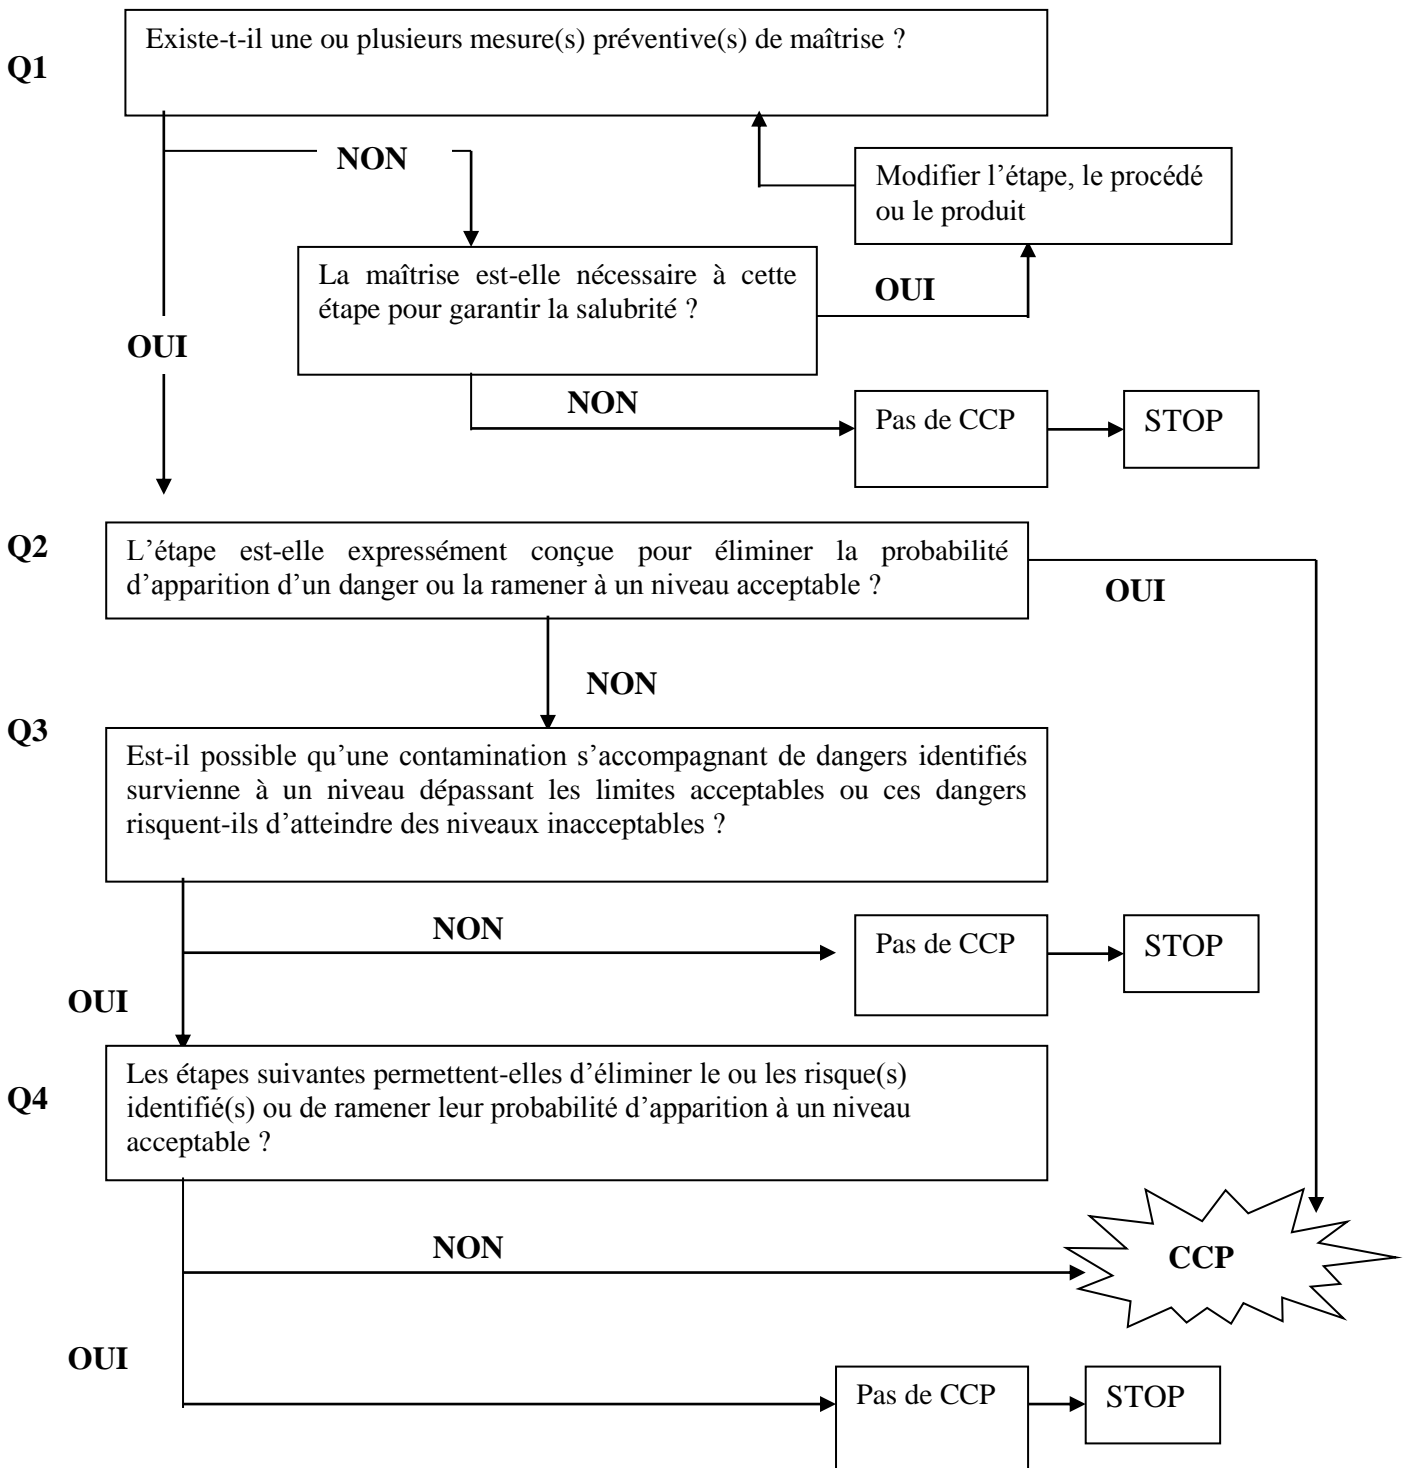 Existe-t-il une ou plusieurs mesure(s) préventive(s) de maîtrise ?
Q1
NON
Modifier l’étape, le procédé
ou le produit
La maîtrise est-elle nécessaire à cette
étape pour garantir la salubrité ?
OUI
OUI
NON
Pas de CCP
STOP
Q2
L’étape est-elle expressément conçue pour éliminer la probabilité
d’apparition d’un danger ou la ramener à un niveau acceptable ?
OUI
NON
Q3
Est-il possible qu’une contamination s’accompagnant de dangers identifiés
survienne à un niveau dépassant les limites acceptables ou ces dangers
risquent-ils d’atteindre des niveaux inacceptables ?
NON
Pas de CCP
STOP
OUI
Q4
Les étapes suivantes permettent-elles d’éliminer le ou les risque(s)
identifié(s) ou de ramener leur probabilité d’apparition à un niveau
acceptable ?
NON
CCP
OUI
Pas de CCP
STOP